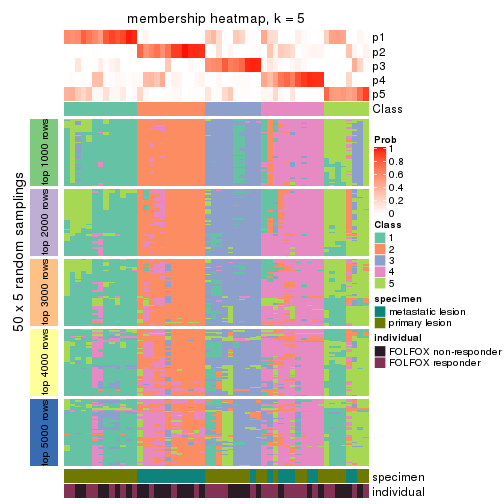 membership heatmap, k = 5
p1
p2
p3
p4
p5
Class
50 x 5 random samplings
top 1000 rows
top 2000 rows
top 3000 rows
top 4000 rows
top 5000 rows
Prob
1
0.8
0.6
0.4
0.2
0
Class
1
2
3
4
5
specimen
metastatic lesion
primary lesion
individual
FOLFOX non-responder
FOLFOX responder
specimen
individual